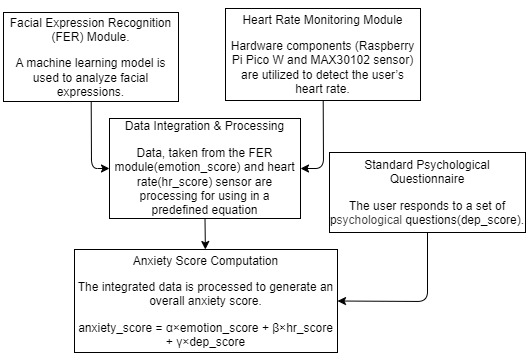 Facial Expression Recognition
(FER) Module.
A machine learning model is
used to analyze facial
expressions.
Heart Rate Monitoring Module
Hardware components (Raspberry
Pi Pico W and MAX30102 sensor)
are utilized to detect the user's
heart rate.
Data Integration & Processing
Data, taken from the FER
module(emotion_score) and heart
rate(hr_score) sensor are
processing for using in a
predefined equation
Standard Psychological
Questionnaire
The user responds to a set of
psychological questions(dep_score).
Anxiety Score Computation
The integrated data is processed to generate an
overall anxiety score.
anxiety_score = α×emotion_score + β×hr_score
+ γ×dep_score